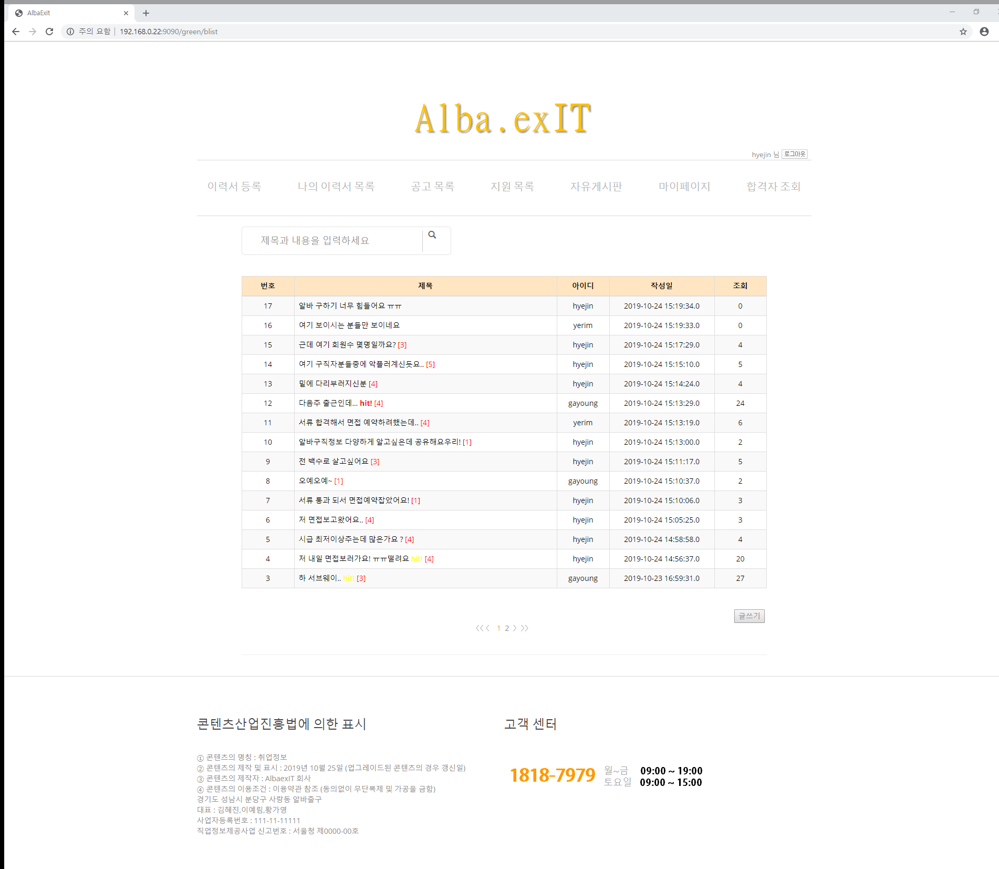 AlbaExit
주의 요함 192.168.0.22:9090/green/blist
Alba.exIT
hyejin 님 로그아웃
이력서 등록 나의 이력서 목록 공고 목록 지원 목록 자유게시판 마이페이지 합격자 조회
제목과 내용을 입력하세요
번호 제목 아이디 작성일 조회
17 알바 구하기 너무 힘들어요 ㅠㅠ hyejin 2019-10-24 15:19:34.0 0
16 여기 보이시는 분들만 보이네요 yerim 2019-10-24 15:19:33.0 0
15 근데 여기 회원수 몇명일까요? [3] hyejin 2019-10-24 15:17:29.0 4
14 여기 구직자분들중에 악플러계신듯요.. [5] hyejin 2019-10-24 15:15:10.0 5
13 밑에 다리부러지신분 [4] hyejin 2019-10-24 15:14:24.0 4
12 다음주 출근인데... hit! [4] gayoung 2019-10-24 15:13:29.0 24
11 서류 합격해서 면접 예약하려했는데.. [4] yerim 2019-10-24 15:13:19.0 6
10 알바구직정보 다양하게 알고싶은데 공유해요우리! [1] hyejin 2019-10-24 15:13:00.0 2
9 전 백수로 살고싶어요 [3] hyejin 2019-10-24 15:11:17.0 5
8 오예오예~ [1] gayoung 2019-10-24 15:10:37.0 2
7 서류 통과 되서 면접예약잡았어요! [1] hyejin 2019-10-24 15:10:06.0 3
6 저 면접보고왔어요.. [4] hyejin 2019-10-24 15:05:25.0 3
5 시급 최저이상주는데 많은가요 ? [4] hyejin 2019-10-24 14:58:58.0 4
4 저 내일 면접보러가요! ㅠㅠ떨려요 hit! [4] hyejin 2019-10-24 14:56:37.0 20
3 하 서브웨이.. hit! [3] gayoung 2019-10-23 16:59:31.0 27
글쓰기
〈〈 〈 1 2 〉 〉〉
콘텐츠산업진흥법에 의한 표시
① 콘텐츠의 명칭 : 취업정보
② 콘텐츠의 제작 및 표시 : 2019년 10월 25일 (업그레이드된 콘텐츠의 경우 갱신일)
③ 콘텐츠의 제작자 : AlbaexIT 회사
④ 콘텐츠의 이용조건 : 이용약관 참조 (동의없이 무단복제 및 가공을 금함)
경기도 성남시 분당구 사랑동 알바출구
대표 : 김혜진,이예림,황가영
사업자등록번호 : 111-11-11111
직업정보제공사업 신고번호 : 서울청 제0000-00호
고객 센터
1818-7979 월~금 09:00 ~ 19:00
토요일 09:00 ~ 15:00